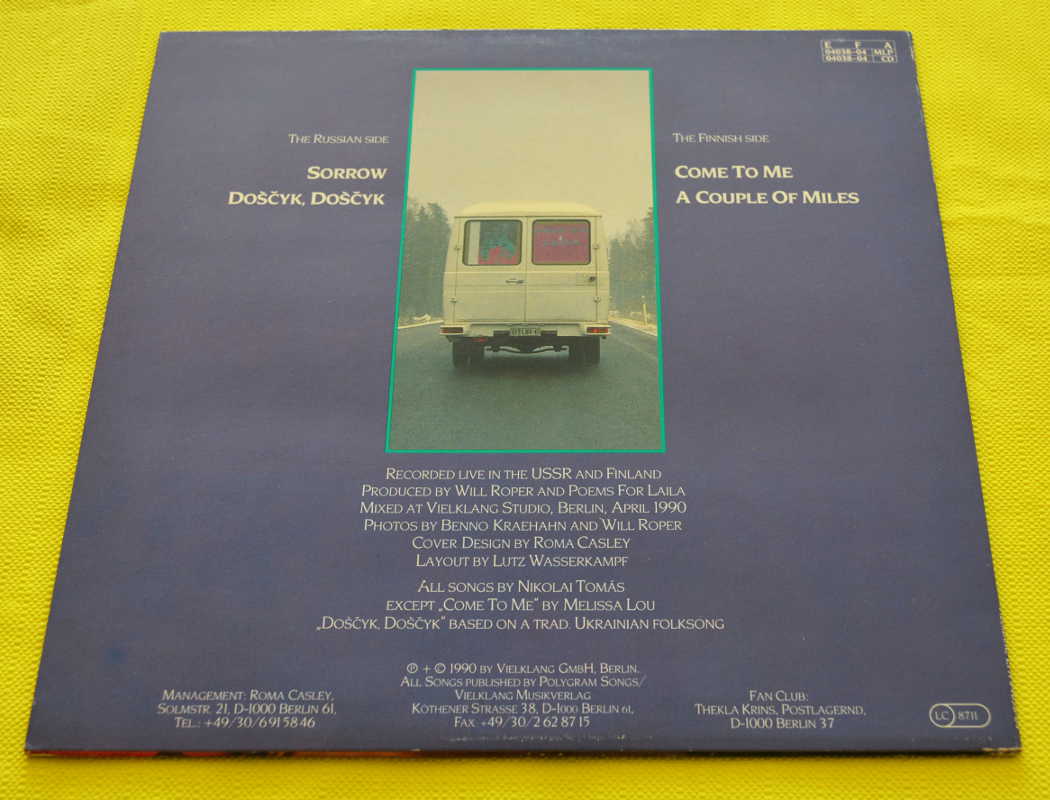 E F A
04038-04 MLP
04038-04 CD
The Russian side
Sorrow
Doščyk, Doščyk
The Finnish side
Come To Me
A Couple Of Miles
Recorded live in the USSR and Finland
Produced by Will Roper and Poems For Laila
Mixed at Vielklang Studio, Berlin, April 1990
Photos by Benno Kraehahn and Will Roper
Cover Design by Roma Casley
Layout by Lutz Wasserkampf
All songs by Nikolai Tomás
except „Come To Me“ by Melissa Lou
„Doščyk, Doščyk“ based on a trad. Ukrainian folksong
℗ + © 1990 by Vielklang GmbH, Berlin.
All Songs published by Polygram Songs/
Vielklang Musikverlag
Köthener Strasse 38, D-1000 Berlin 61,
Fax +49/30/2 62 87 15
Management: Roma Casley,
Solmstr. 21, D-1000 Berlin 61,
Tel.: +49/30/6 91 58 46
Fan Club:
Thekla Krins, Postlagernd,
D-1000 Berlin 37
LC 8711